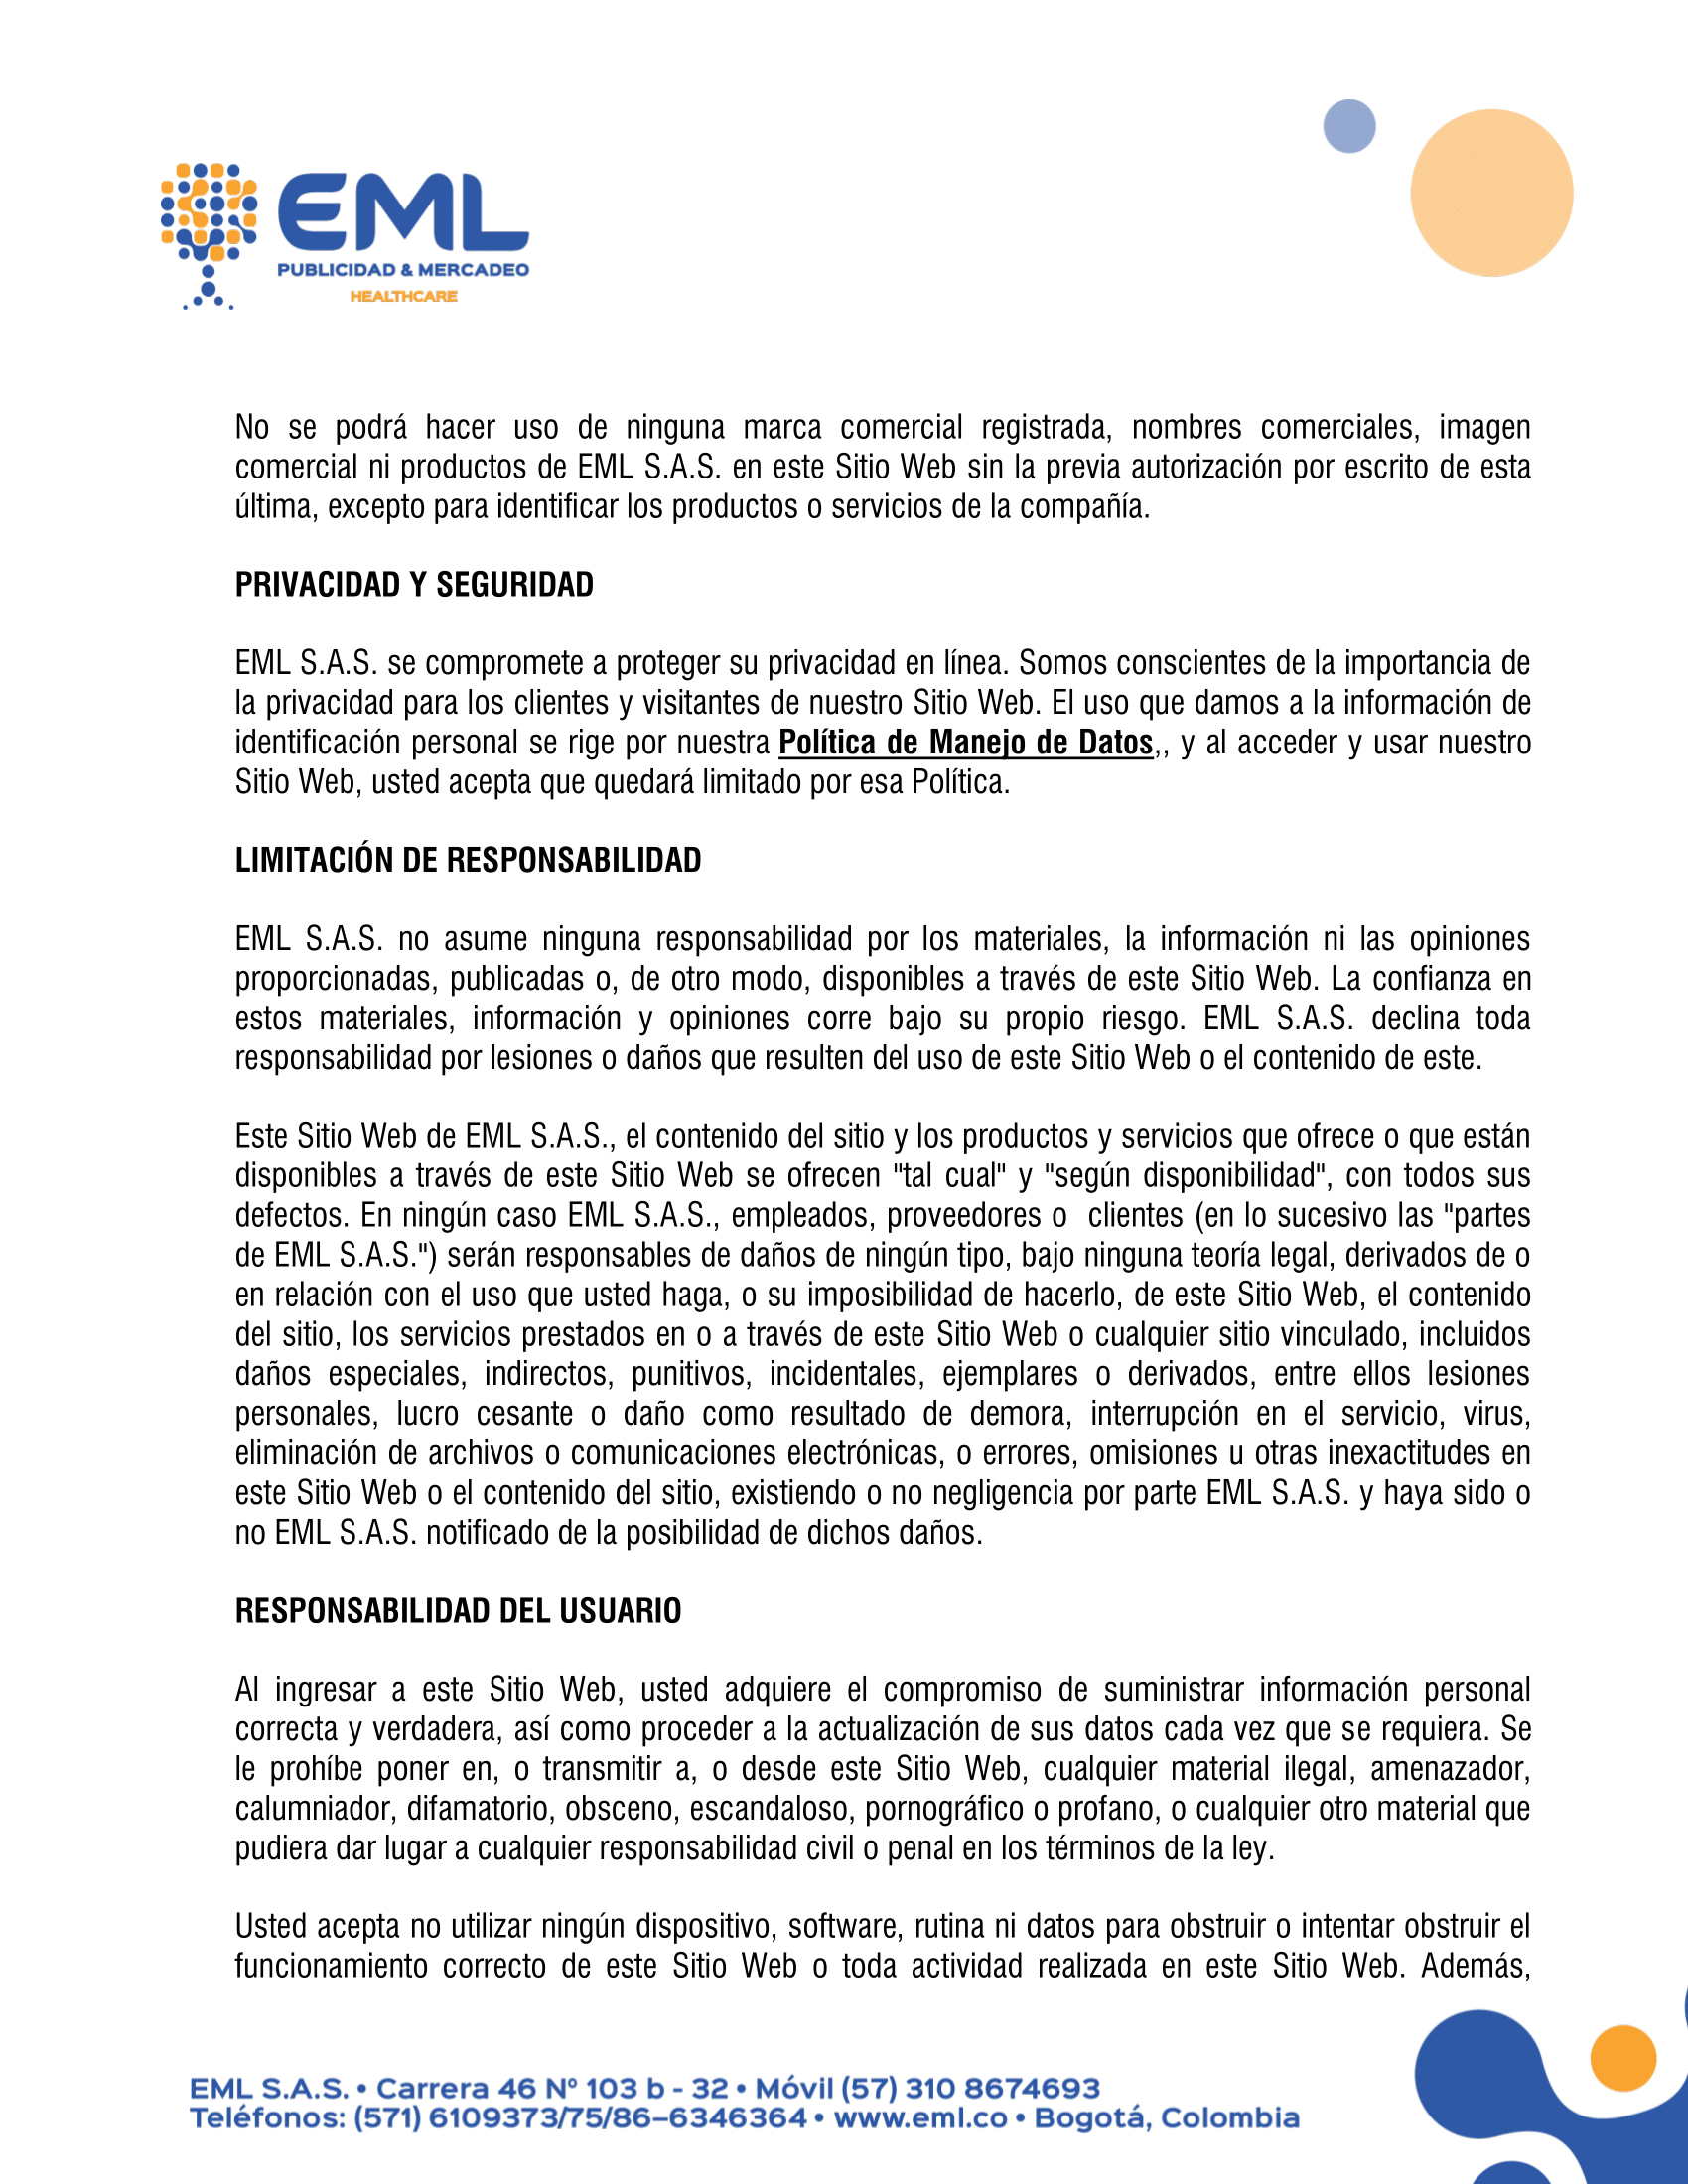 EML
PUBLICIDAD & MERCADEO
HEALTHCARE
No se podrá hacer uso de ninguna marca comercial registrada, nombres comerciales, imagen
comercial ni productos de EML S.A.S. en este Sitio Web sin la previa autorización por escrito de esta
última, excepto para identificar los productos o servicios de la compañía.
PRIVACIDAD Y SEGURIDAD
EML S.A.S. se compromete a proteger su privacidad en línea. Somos conscientes de la importancia de
la privacidad para los clientes y visitantes de nuestro Sitio Web. El uso que damos a la información de
identificación personal se rige por nuestra Política de Manejo de Datos,, y al acceder y usar nuestro
Sitio Web, usted acepta que quedará limitado por esa Política.
LIMITACIÓN DE RESPONSABILIDAD
EML S.A.S. no asume ninguna responsabilidad por los materiales, la información ni las opiniones
proporcionadas, publicadas o, de otro modo, disponibles a través de este Sitio Web. La confianza en
estos materiales, información y opiniones corre bajo su propio riesgo. EML S.A.S. declina toda
responsabilidad por lesiones o daños que resulten del uso de este Sitio Web o el contenido de este.
Este Sitio Web de EML S.A.S., el contenido del sitio y los productos y servicios que ofrece o que están
disponibles a través de este Sitio Web se ofrecen "tal cual" y "según disponibilidad", con todos sus
defectos. En ningún caso EML S.A.S., empleados, proveedores o  clientes (en lo sucesivo las "partes
de EML S.A.S.") serán responsables de daños de ningún tipo, bajo ninguna teoría legal, derivados de o
en relación con el uso que usted haga, o su imposibilidad de hacerlo, de este Sitio Web, el contenido
del sitio, los servicios prestados en o a través de este Sitio Web o cualquier sitio vinculado, incluidos
daños especiales, indirectos, punitivos, incidentales, ejemplares o derivados, entre ellos lesiones
personales, lucro cesante o daño como resultado de demora, interrupción en el servicio, virus,
eliminación de archivos o comunicaciones electrónicas, o errores, omisiones u otras inexactitudes en
este Sitio Web o el contenido del sitio, existiendo o no negligencia por parte EML S.A.S. y haya sido o
no EML S.A.S. notificado de la posibilidad de dichos daños.
RESPONSABILIDAD DEL USUARIO
Al ingresar a este Sitio Web, usted adquiere el compromiso de suministrar información personal
correcta y verdadera, así como proceder a la actualización de sus datos cada vez que se requiera. Se
le prohíbe poner en, o transmitir a, o desde este Sitio Web, cualquier material ilegal, amenazador,
calumniador, difamatorio, obsceno, escandaloso, pornográfico o profano, o cualquier otro material que
pudiera dar lugar a cualquier responsabilidad civil o penal en los términos de la ley.
Usted acepta no utilizar ningún dispositivo, software, rutina ni datos para obstruir o intentar obstruir el
funcionamiento correcto de este Sitio Web o toda actividad realizada en este Sitio Web. Además,
EML S.A.S. • Carrera 46 Nº 103 b - 32 • Móvil (57) 310 8674693
Teléfonos: (571) 6109373/75/86–6346364 • www.eml.co • Bogotá, Colombia